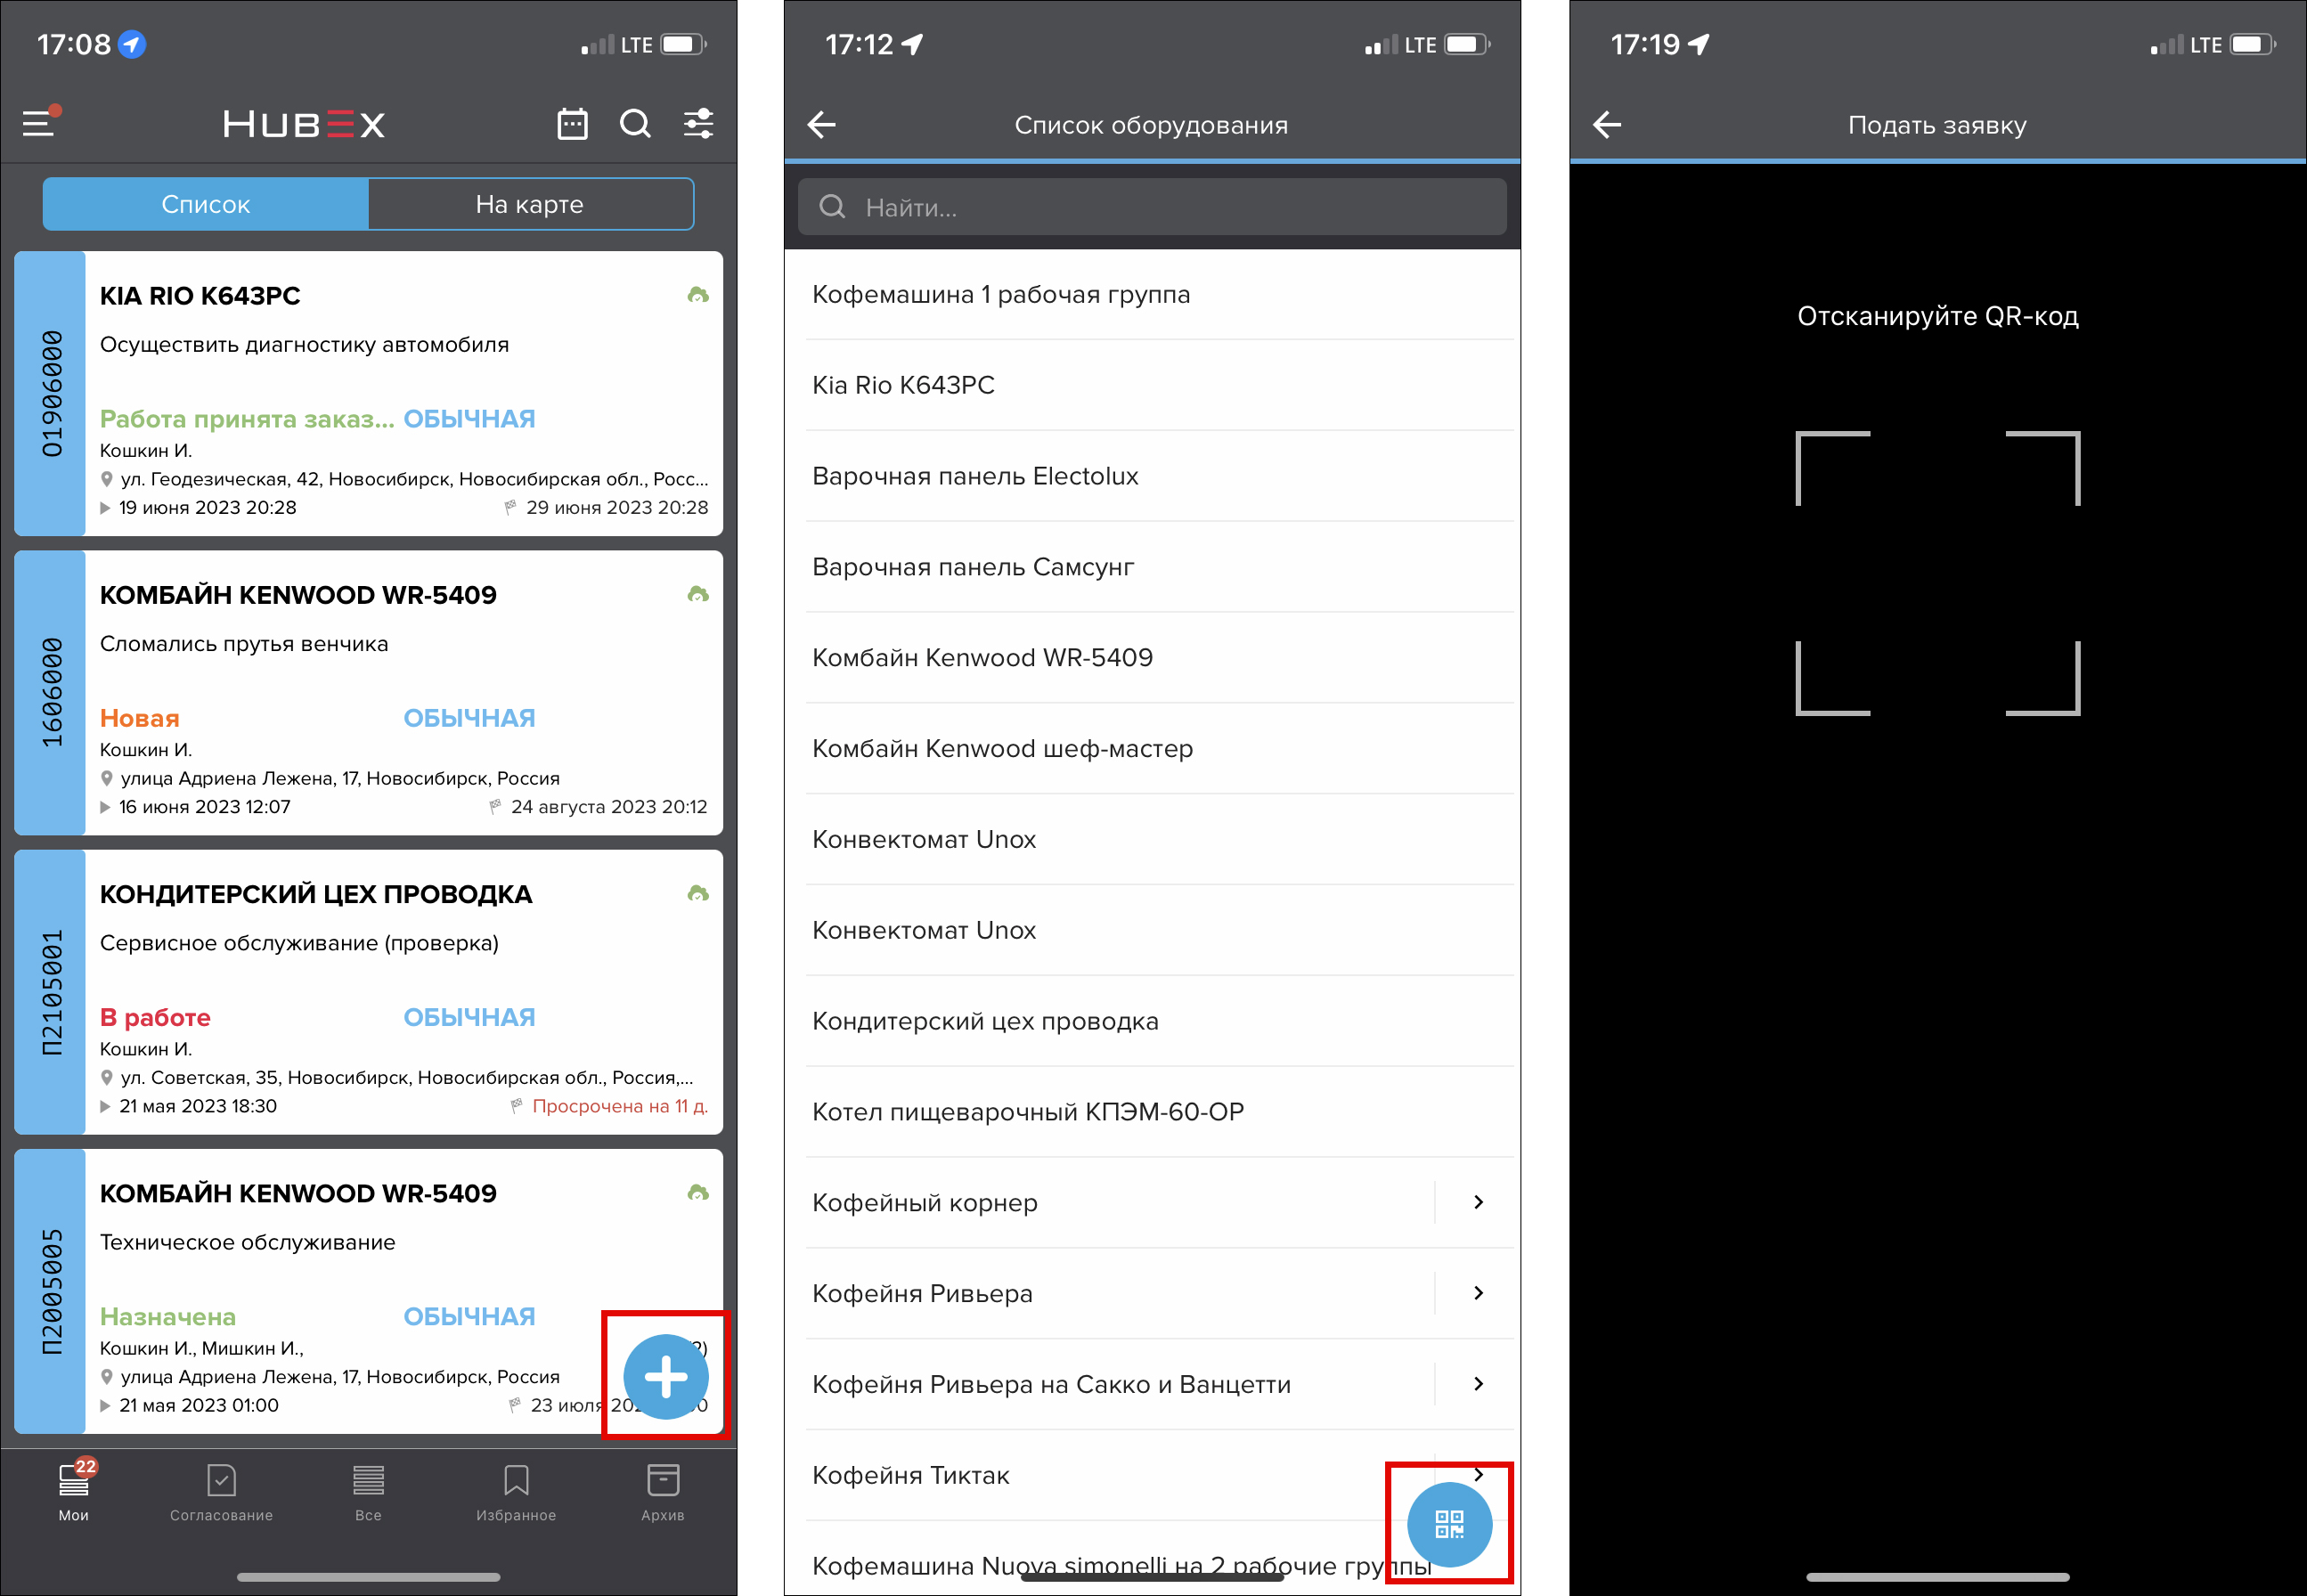 17:08
LTE
HUBEX
Список
На карте
О1906000
KIA RIO К643РС
Осуществить диагностику автомобиля
Работа принята заказ... ОБЫЧНАЯ
Кошкин И.
ул. Геодезическая, 42, Новосибирск, Новосибирская обл., Росс...
19 июня 2023 20:28
29 июня 2023 20:28
1606000
КОМБАЙН KENWOOD WR-5409
Сломались прутья венчика
Новая ОБЫЧНАЯ
Кошкин И.
улица Адриена Лежена, 17, Новосибирск, Россия
16 июня 2023 12:07
24 августа 2023 20:12
П2105001
КОНДИТЕРСКИЙ ЦЕХ ПРОВОДКА
Сервисное обслуживание (проверка)
В работе ОБЫЧНАЯ
Кошкин И.
ул. Советская, 35, Новосибирск, Новосибирская обл., Россия,...
21 мая 2023 18:30
Просрочена на 11 д.
П2005005
КОМБАЙН KENWOOD WR-5409
Техническое обслуживание
Назначена ОБЫЧНАЯ
Кошкин И., Мишкин И.,
улица Адриена Лежена, 17, Новосибирск, Россия
21 мая 2023 01:00
23 июля
22
Мои
Согласование
Все
Избранное
Архив
17:12
LTE
Список оборудования
Найти...
Кофемашина 1 рабочая группа
Kia Rio К643РС
Варочная панель Electolux
Варочная панель Самсунг
Комбайн Kenwood WR-5409
Комбайн Kenwood шеф-мастер
Конвектомат Unox
Конвектомат Unox
Кондитерский цех проводка
Котел пищеварочный КПЭМ-60-ОР
Кофейный корнер
Кофейня Ривьера
Кофейня Ривьера на Сакко и Ванцетти
Кофейня Тиктак
Кофемашина Nuova simonelli на 2 рабочие группы
17:19
LTE
Подать заявку
Отсканируйте QR-код